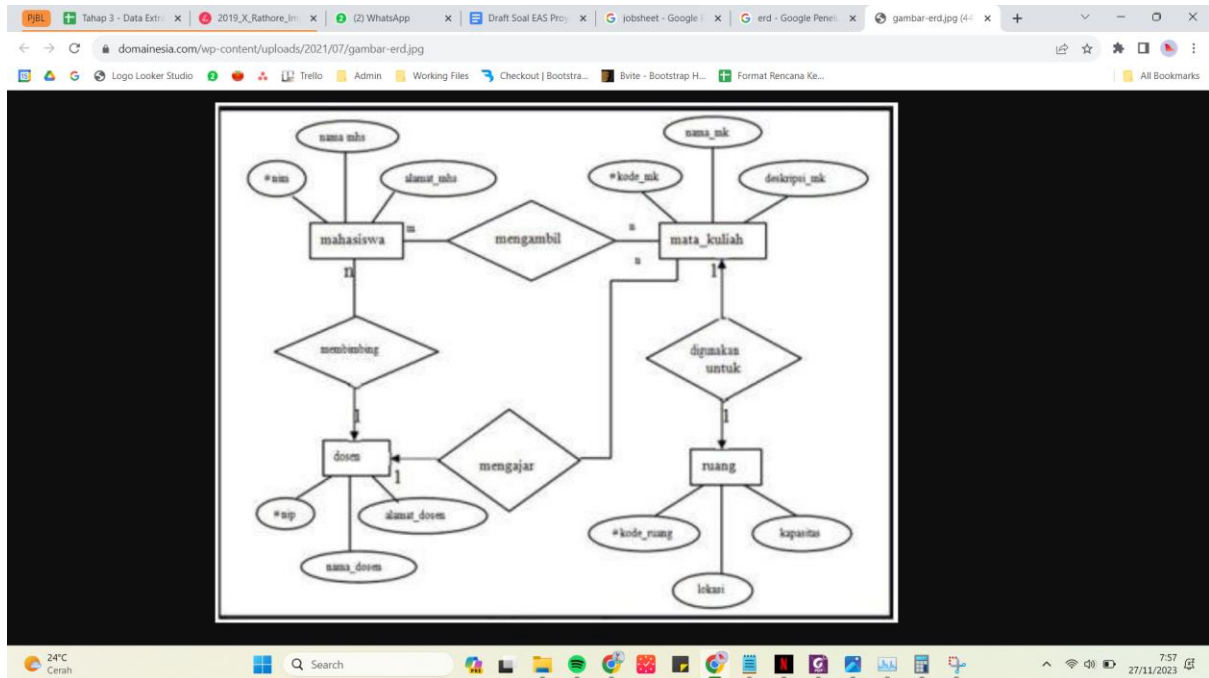 PjBL
Tahap 3 - Data Extra
2019_X_Rathore_Im
(2) WhatsApp
Draft Soal EAS Proy
jobsheet - Google
erd - Google Penel
gambar-erd.jpg (44
domainesia.com/wp-content/uploads/2021/07/gambar-erd.jpg
Logo Looker Studio
Trello
Admin
Working Files
Checkout | Bootstra...
Bvite - Bootstrap H...
Format Rencana Ke...
All Bookmarks
nama mhs
nama_mk
*nim
alamat_mhs
*kode_mk
deskripsi_mk
mahasiswa
m
mengambil
n
mata_kuliah
n
n
1
membimbing
digunakan
untuk
1
1
dosen
1
mengajar
ruang
*nip
alamat_dosen
*kode_ruang
kapasitas
nama_dosen
lokasi
24°C
Cerah
Search
7:57
27/11/2023